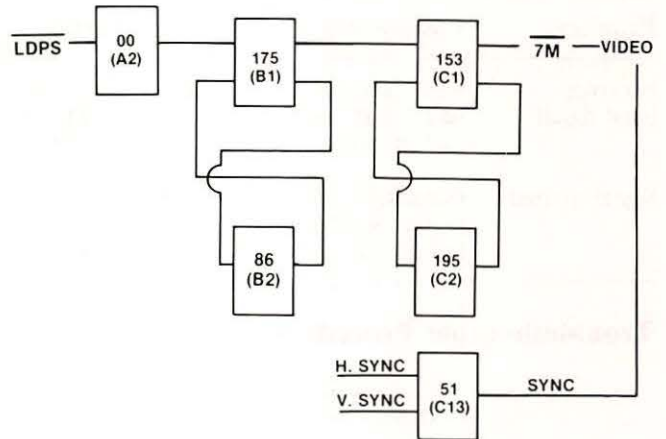 LDPS
00
(A2)
175
(B1)
153
(C1)
7M
VIDEO
86
(B2)
195
(C2)
H. SYNC
V. SYNC
51
(C13)
SYNC